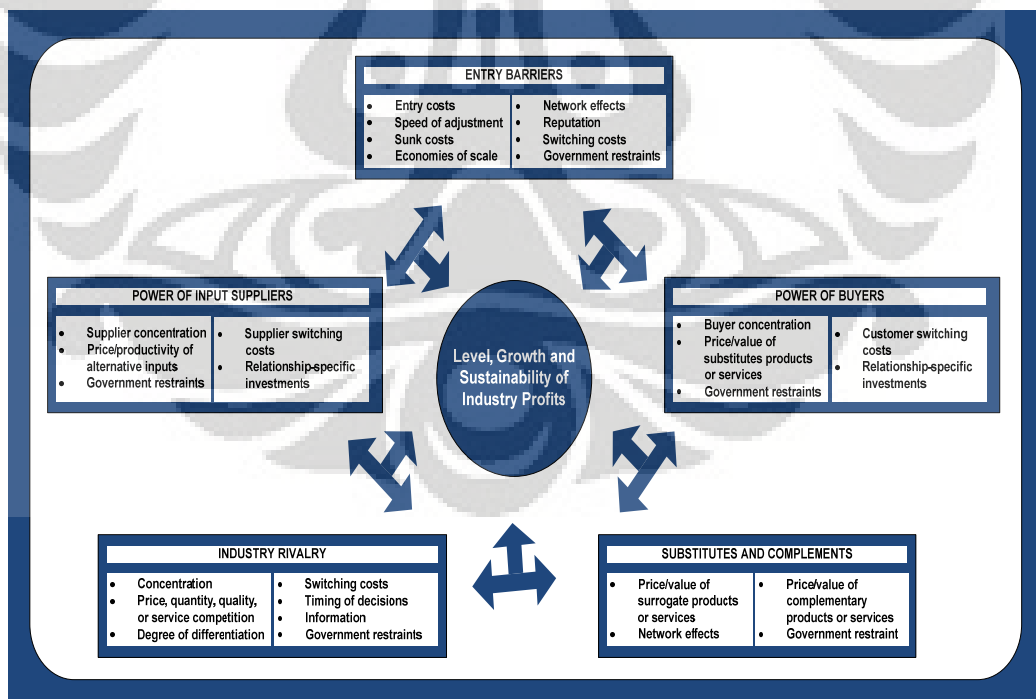 ENTRY BARRIERS
• Entry costs
• Speed of adjustment
• Sunk costs
• Economies of scale
• Network effects
• Reputation
• Switching costs
• Government restraints
POWER OF INPUT SUPPLIERS
• Supplier concentration
• Price/productivity of
alternative inputs
• Government restraints
• Supplier switching
costs
• Relationship-specific
investments
Level, Growth and
Sustainability of
Industry Profits
POWER OF BUYERS
• Buyer concentration
• Price/value of
substitutes products
or services
• Government restraints
• Customer switching
costs
• Relationship-specific
investments
INDUSTRY RIVALRY
• Concentration
• Price, quantity, quality,
or service competition
• Degree of differentiation
• Switching costs
• Timing of decisions
• Information
• Government restraints
SUBSTITUTES AND COMPLEMENTS
• Price/value of
surrogate products
or services
• Network effects
• Price/value of
complementary
products or services
• Government restraint